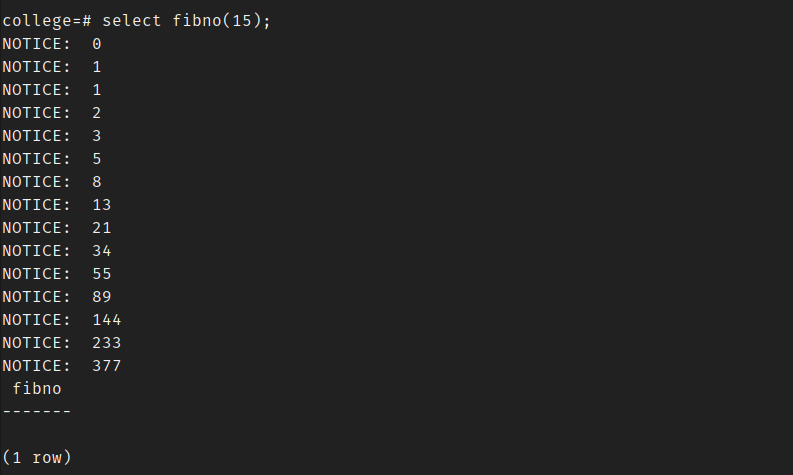 college=# select fibno(15);
NOTICE:  0
NOTICE:  1
NOTICE:  1
NOTICE:  2
NOTICE:  3
NOTICE:  5
NOTICE:  8
NOTICE:  13
NOTICE:  21
NOTICE:  34
NOTICE:  55
NOTICE:  89
NOTICE:  144
NOTICE:  233
NOTICE:  377
 fibno
-------
(1 row)